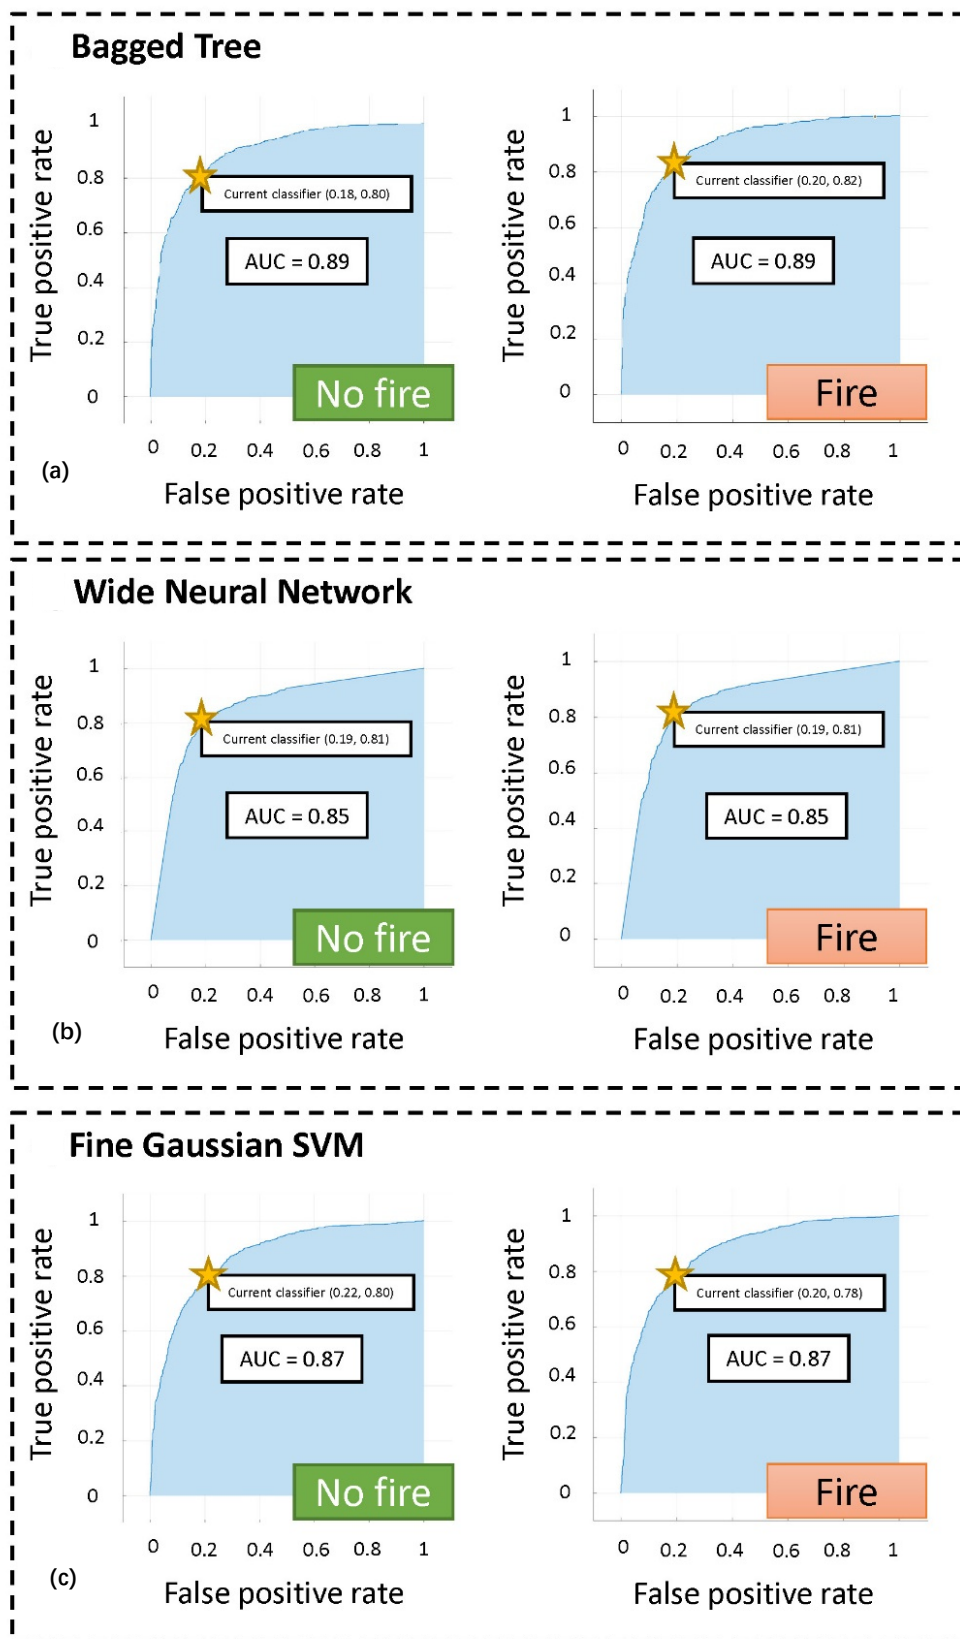 Bagged Tree
True positive rate
1
0.8
0.6
0.4
0.2
0
Current classifier (0.18, 0.80)
AUC = 0.89
No fire
0 0.2 0.4 0.6 0.8 1
False positive rate
True positive rate
1
0.8
0.6
0.4
0.2
0
Current classifier (0.20, 0.82)
AUC = 0.89
Fire
0 0.2 0.4 0.6 0.8 1
False positive rate
(a)
Wide Neural Network
True positive rate
1
0.8
0.6
0.4
0.2
0
Current classifier (0.19, 0.81)
AUC = 0.85
No fire
0 0.2 0.4 0.6 0.8 1
False positive rate
True positive rate
1
0.8
0.6
0.4
0.2
0
Current classifier (0.19, 0.81)
AUC = 0.85
Fire
0 0.2 0.4 0.6 0.8 1
False positive rate
(b)
Fine Gaussian SVM
True positive rate
1
0.8
0.6
0.4
0.2
0
Current classifier (0.22, 0.80)
AUC = 0.87
No fire
0 0.2 0.4 0.6 0.8 1
False positive rate
True positive rate
1
0.8
0.6
0.4
0.2
0
Current classifier (0.20, 0.78)
AUC = 0.87
Fire
0 0.2 0.4 0.6 0.8 1
False positive rate
(c)